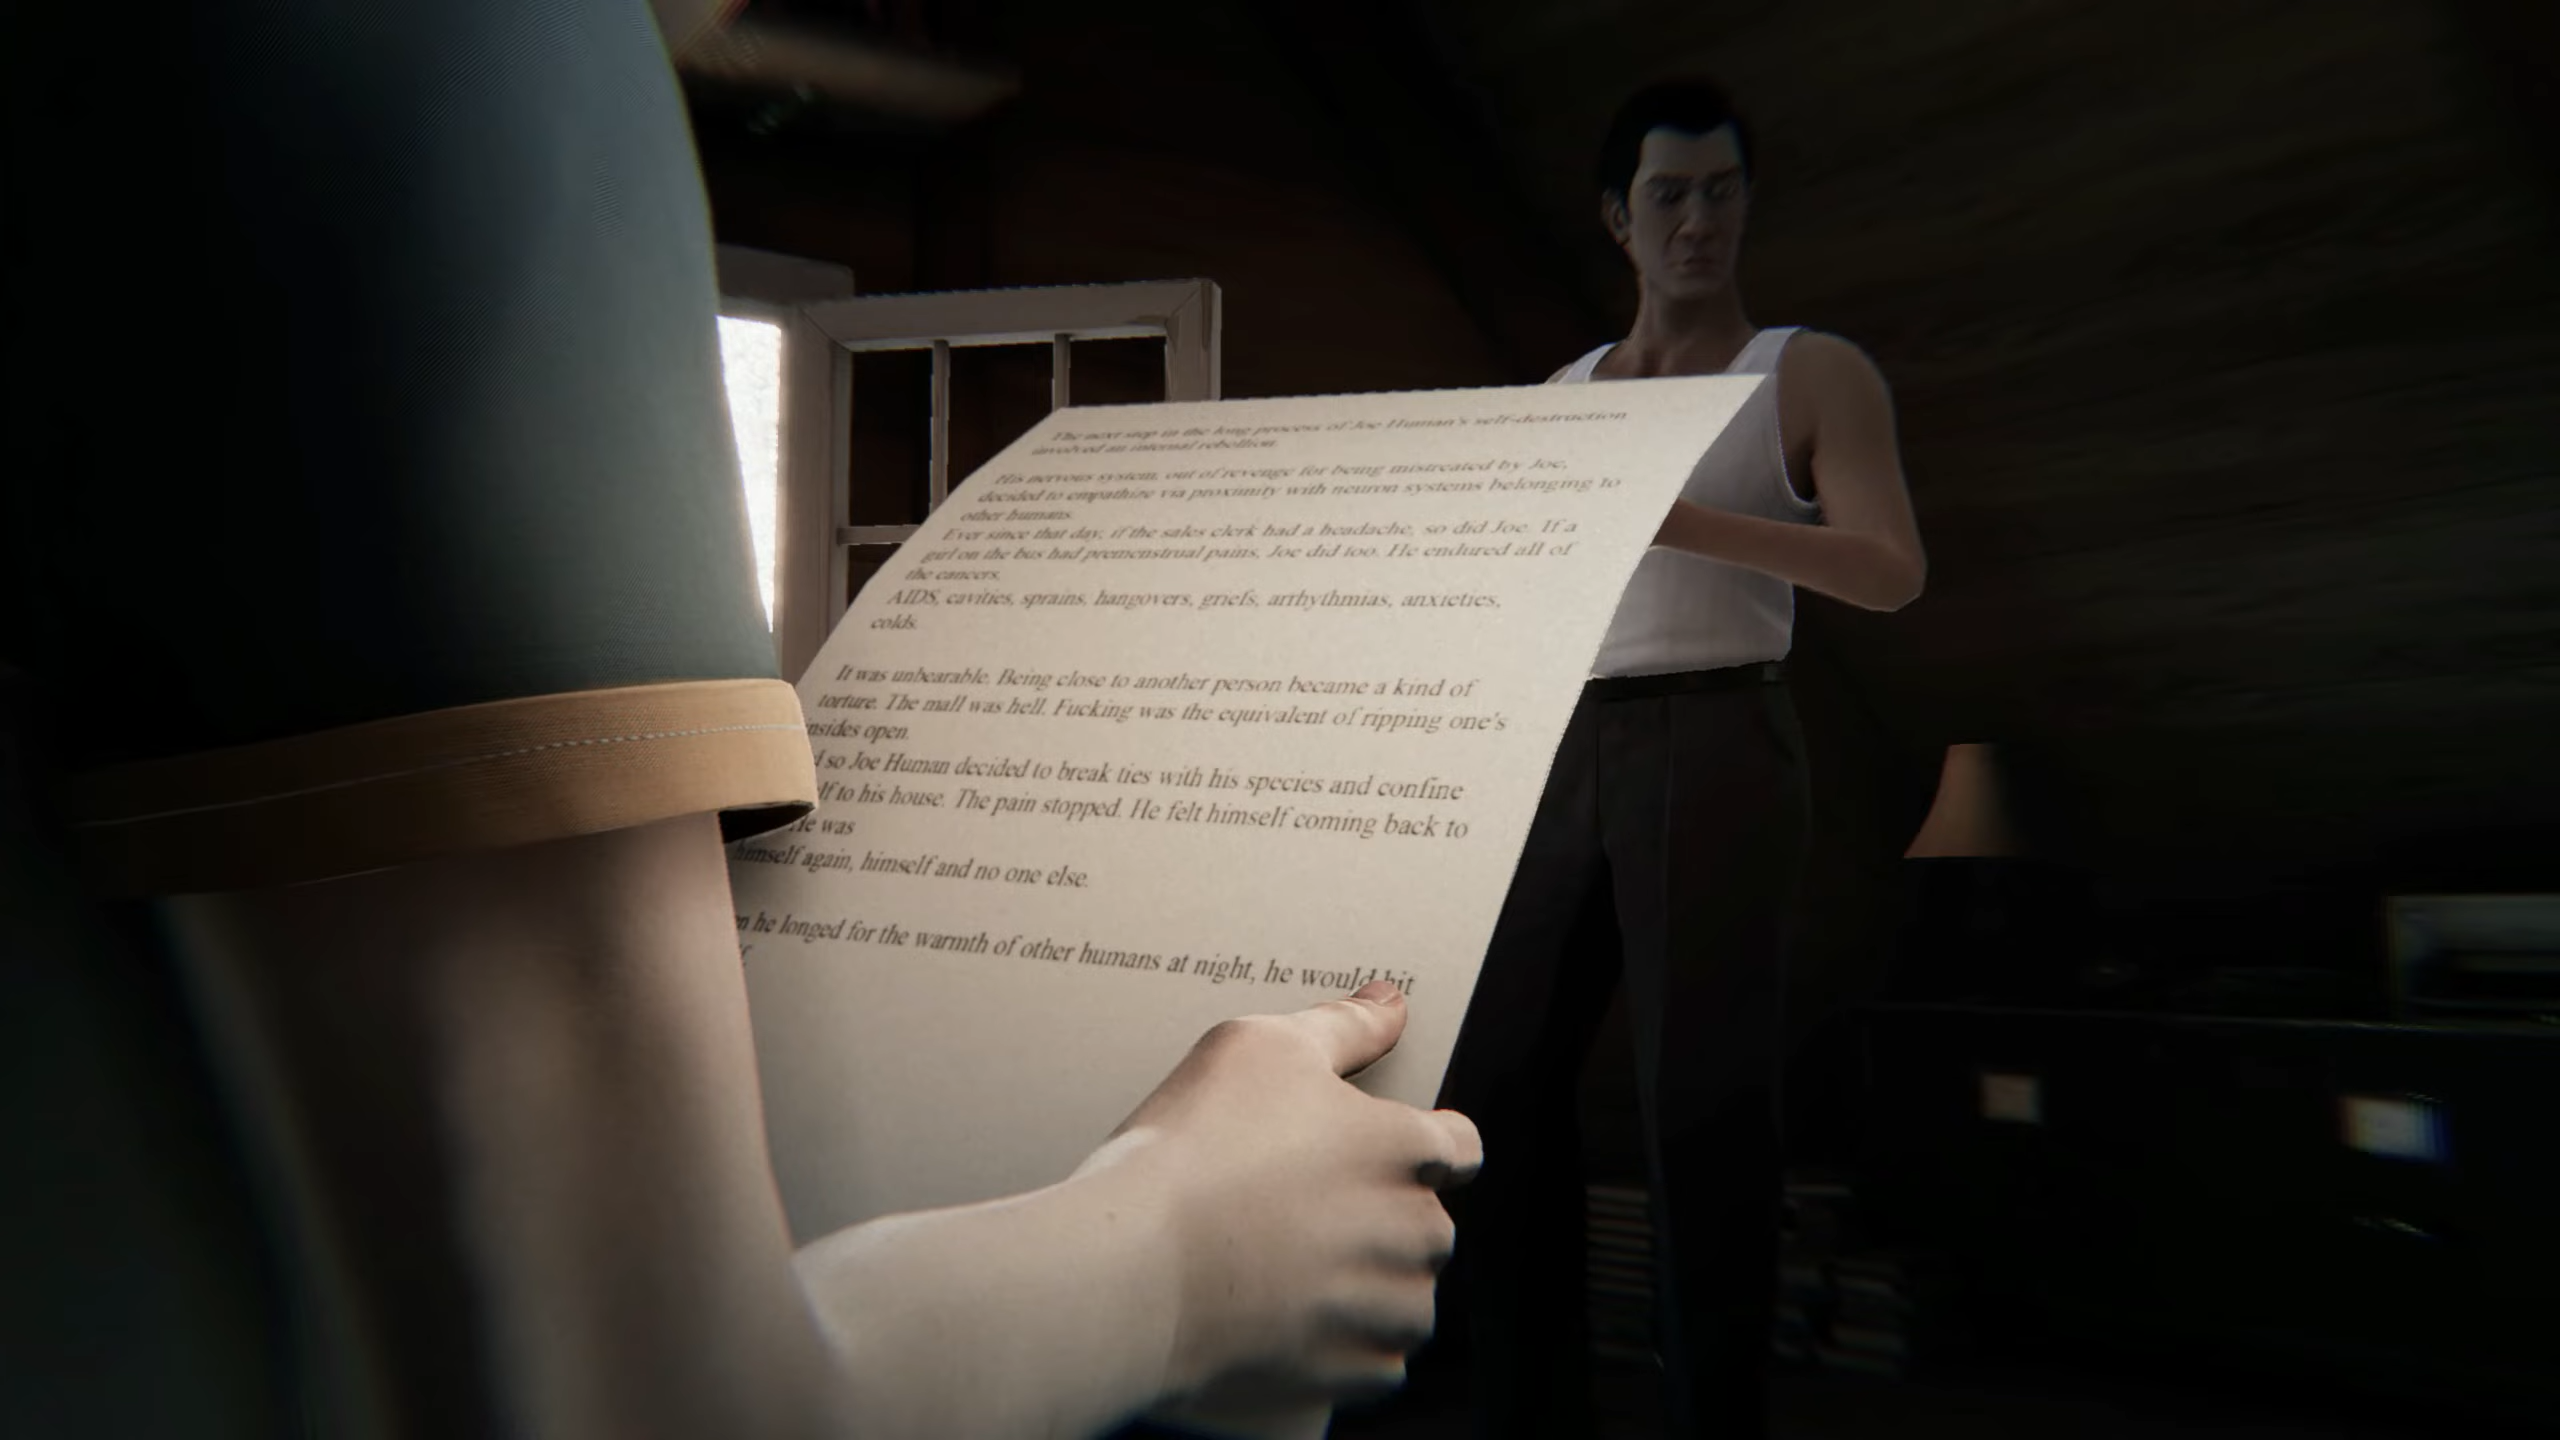 The next step in the long process of Joe Human's self-destruction
involved an internal rebellion.
His nervous system, out of revenge for being mistreated by Joe,
decided to empathize via proximity with neuron systems belonging to
other humans.
Ever since that day, if the sales clerk had a headache, so did Joe. If a
girl on the bus had premenstrual pains, Joe did too. He endured all of
the cancers,
AIDS, cavities, sprains, hangovers, griefs, arrhythmias, anxieties,
colds.
It was unbearable. Being close to another person became a kind of
torture. The mall was hell. Fucking was the equivalent of ripping one's
nsides open.
d so Joe Human decided to break ties with his species and confine
lf to his house. The pain stopped. He felt himself coming back to
He was
himself again, himself and no one else.
n he longed for the warmth of other humans at night, he would hit